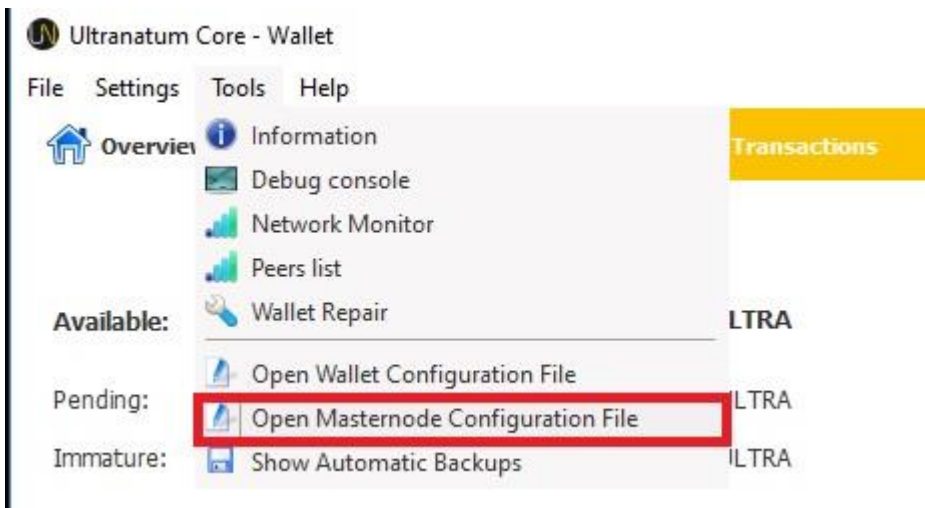 Ultranatum Core - Wallet
File Settings Tools Help
Overvie Transactions
Information
Debug console
Network Monitor
Peers list
Wallet Repair
Available: LTRA
Open Wallet Configuration File
Pending: LTRA
Open Masternode Configuration File
Immature: LTRA
Show Automatic Backups